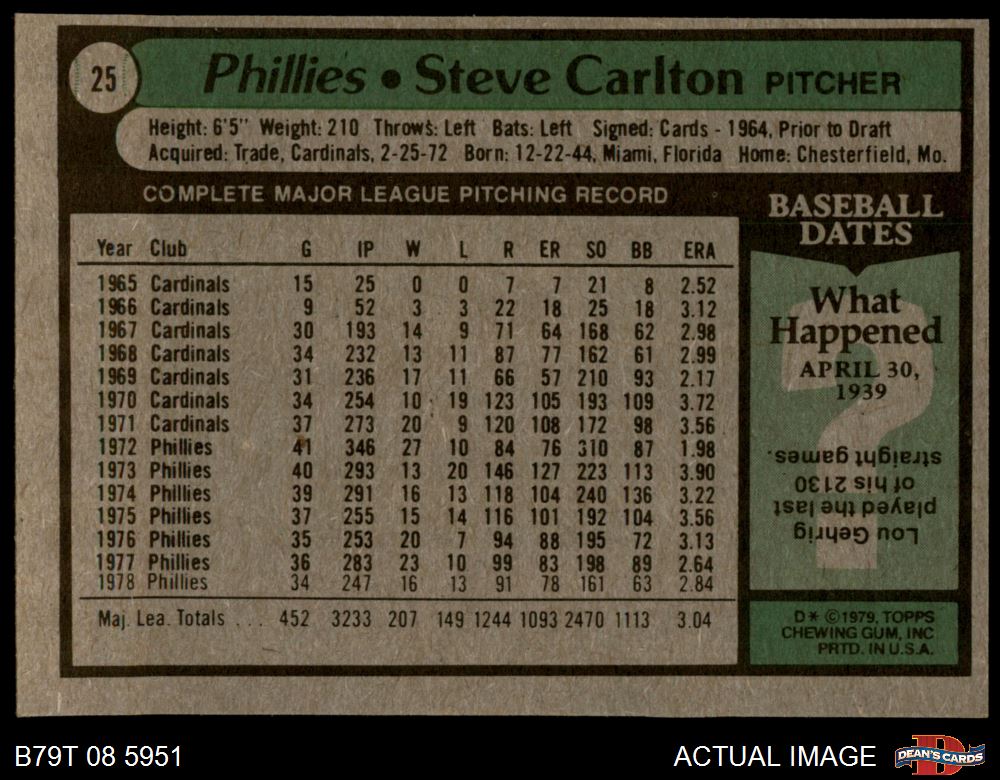 25
Phillies • Steve Carlton PITCHER
Height: 6'5" Weight: 210 Throws: Left Bats: Left Signed: Cards - 1964, Prior to Draft
Acquired: Trade, Cardinals, 2-25-72 Born: 12-22-44, Miami, Florida Home: Chesterfield, Mo.
COMPLETE MAJOR LEAGUE PITCHING RECORD
Year Club G IP W L R ER SO BB ERA
1965 Cardinals 15 25 0 0 7 7 21 8 2.52
1966 Cardinals 9 52 3 3 22 18 25 18 3.12
1967 Cardinals 30 193 14 9 71 64 168 62 2.98
1968 Cardinals 34 232 13 11 87 77 162 61 2.99
1969 Cardinals 31 236 17 11 66 57 210 93 2.17
1970 Cardinals 34 254 10 19 123 105 193 109 3.72
1971 Cardinals 37 273 20 9 120 108 172 98 3.56
1972 Phillies 41 346 27 10 84 76 310 87 1.98
1973 Phillies 40 293 13 20 146 127 223 113 3.90
1974 Phillies 39 291 16 13 118 104 240 136 3.22
1975 Phillies 37 255 15 14 116 101 192 104 3.56
1976 Phillies 35 253 20 7 94 88 195 72 3.13
1977 Phillies 36 283 23 10 99 83 198 89 2.64
1978 Phillies 34 247 16 13 91 78 161 63 2.84
Maj. Lea. Totals . . . 452 3233 207 149 1244 1093 2470 1113 3.04
BASEBALL
DATES
What
Happened
APRIL 30,
1939
?
Lou Gehrig
played the last
of his 2130
straight games.
D* ©1979, TOPPS
CHEWING GUM, INC
PRTD. IN U.S.A.
B79T 08 5951
ACTUAL IMAGE
D
DEAN'S CARDS